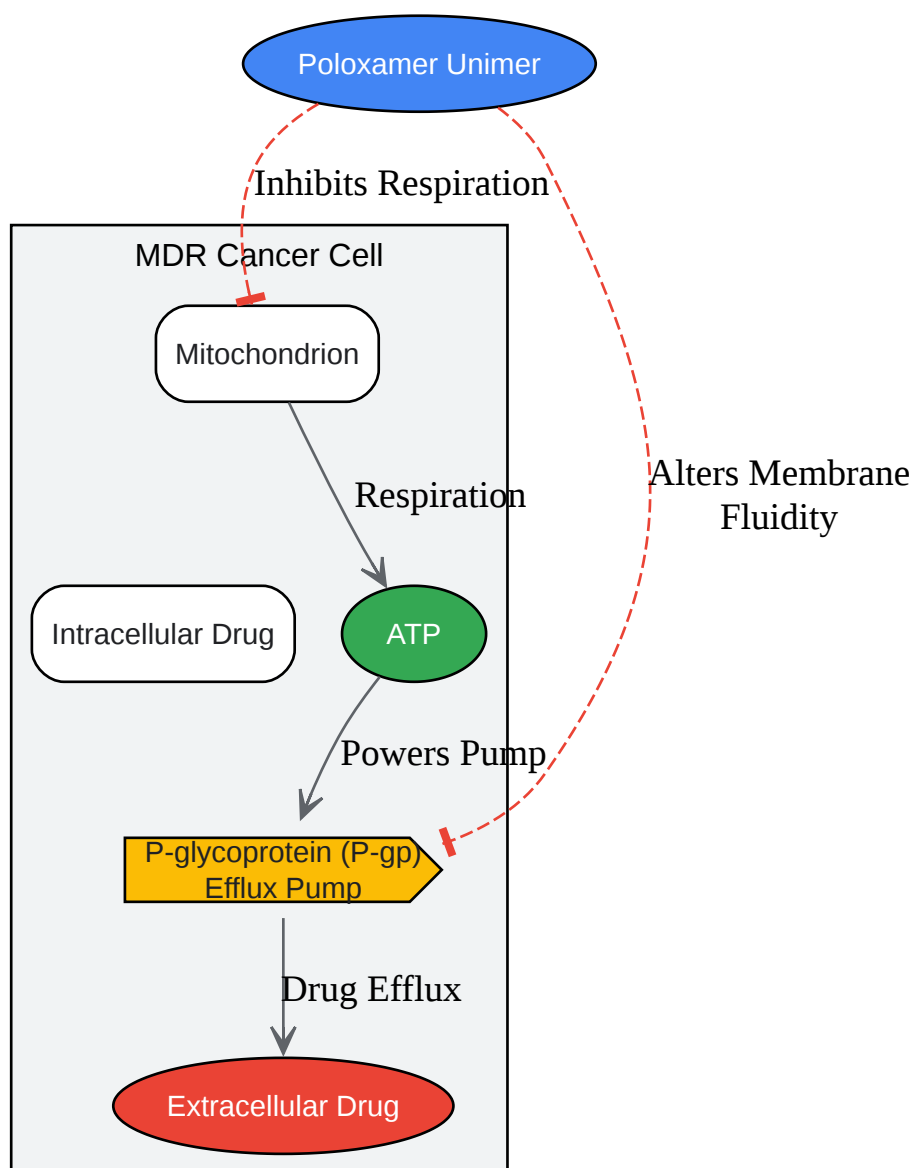 Poloxamer Unimer
Inhibits Respiration
MDR Cancer Cell
Mitochondrion
Alters Membrane
Fluidity
Respiration
Intracellular Drug
ATP
Powers Pump
P-glycoprotein (P-gp)
Efflux Pump
Drug Efflux
Extracellular Drug